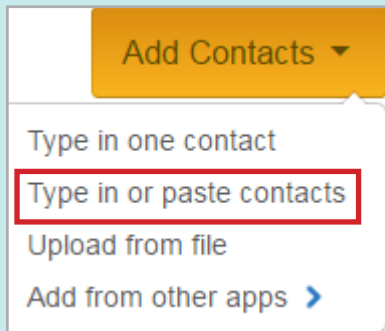 Add Contacts
Type in one contact
Type in or paste contacts
Upload from file
Add from other apps